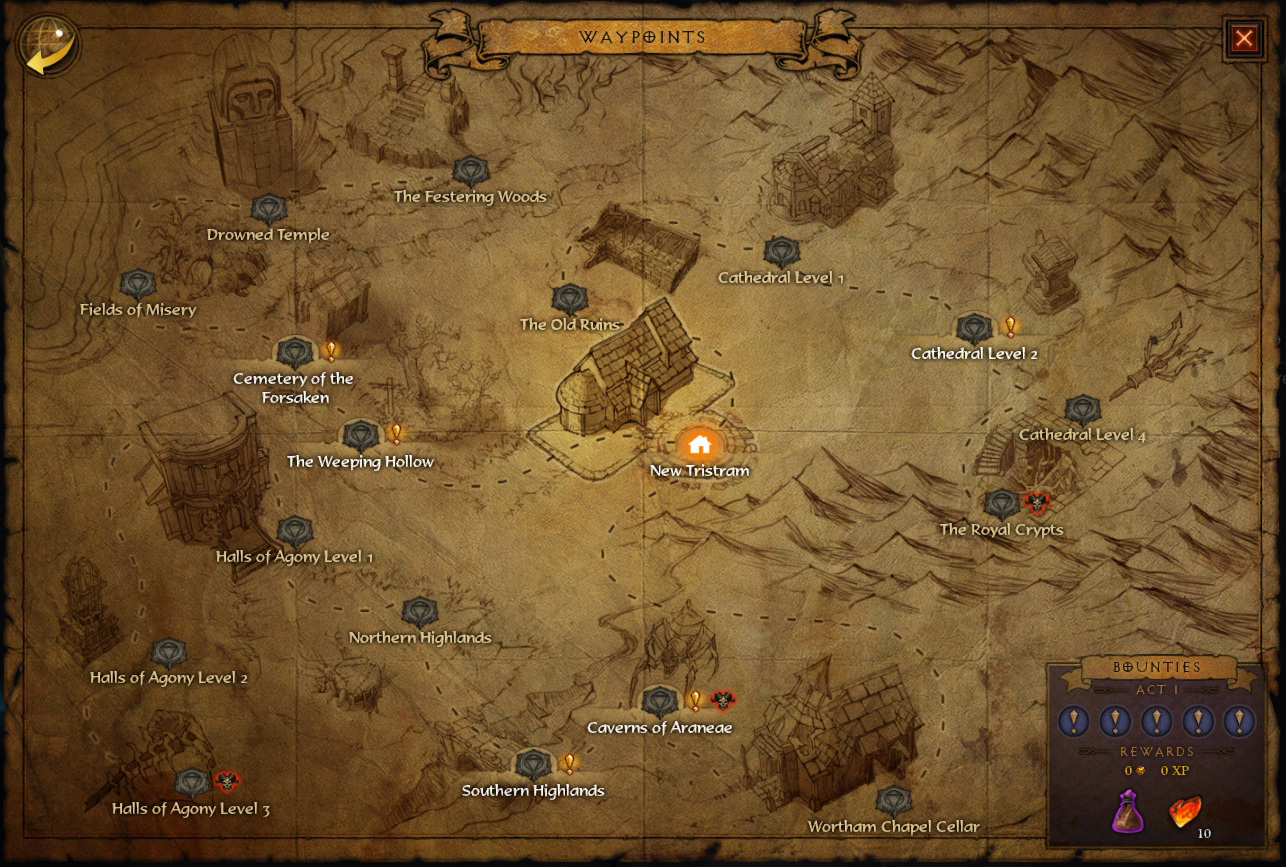 WAYPOINTS
The Festering Woods
Drowned Temple
Cathedral Level 1
Fields of Misery
The Old Ruins
Cathedral Level 2
Cemetery of the
Forsaken
Cathedral Level 4
The Weeping Hollow
New Tristram
The Royal Crypts
Halls of Agony Level 1
Northern Highlands
Halls of Agony Level 2
Caverns of Araneae
Southern Highlands
Halls of Agony Level 3
Wortham Chapel Cellar
BOUNTIES
ACT I
REWARDS
0 0 XP
10